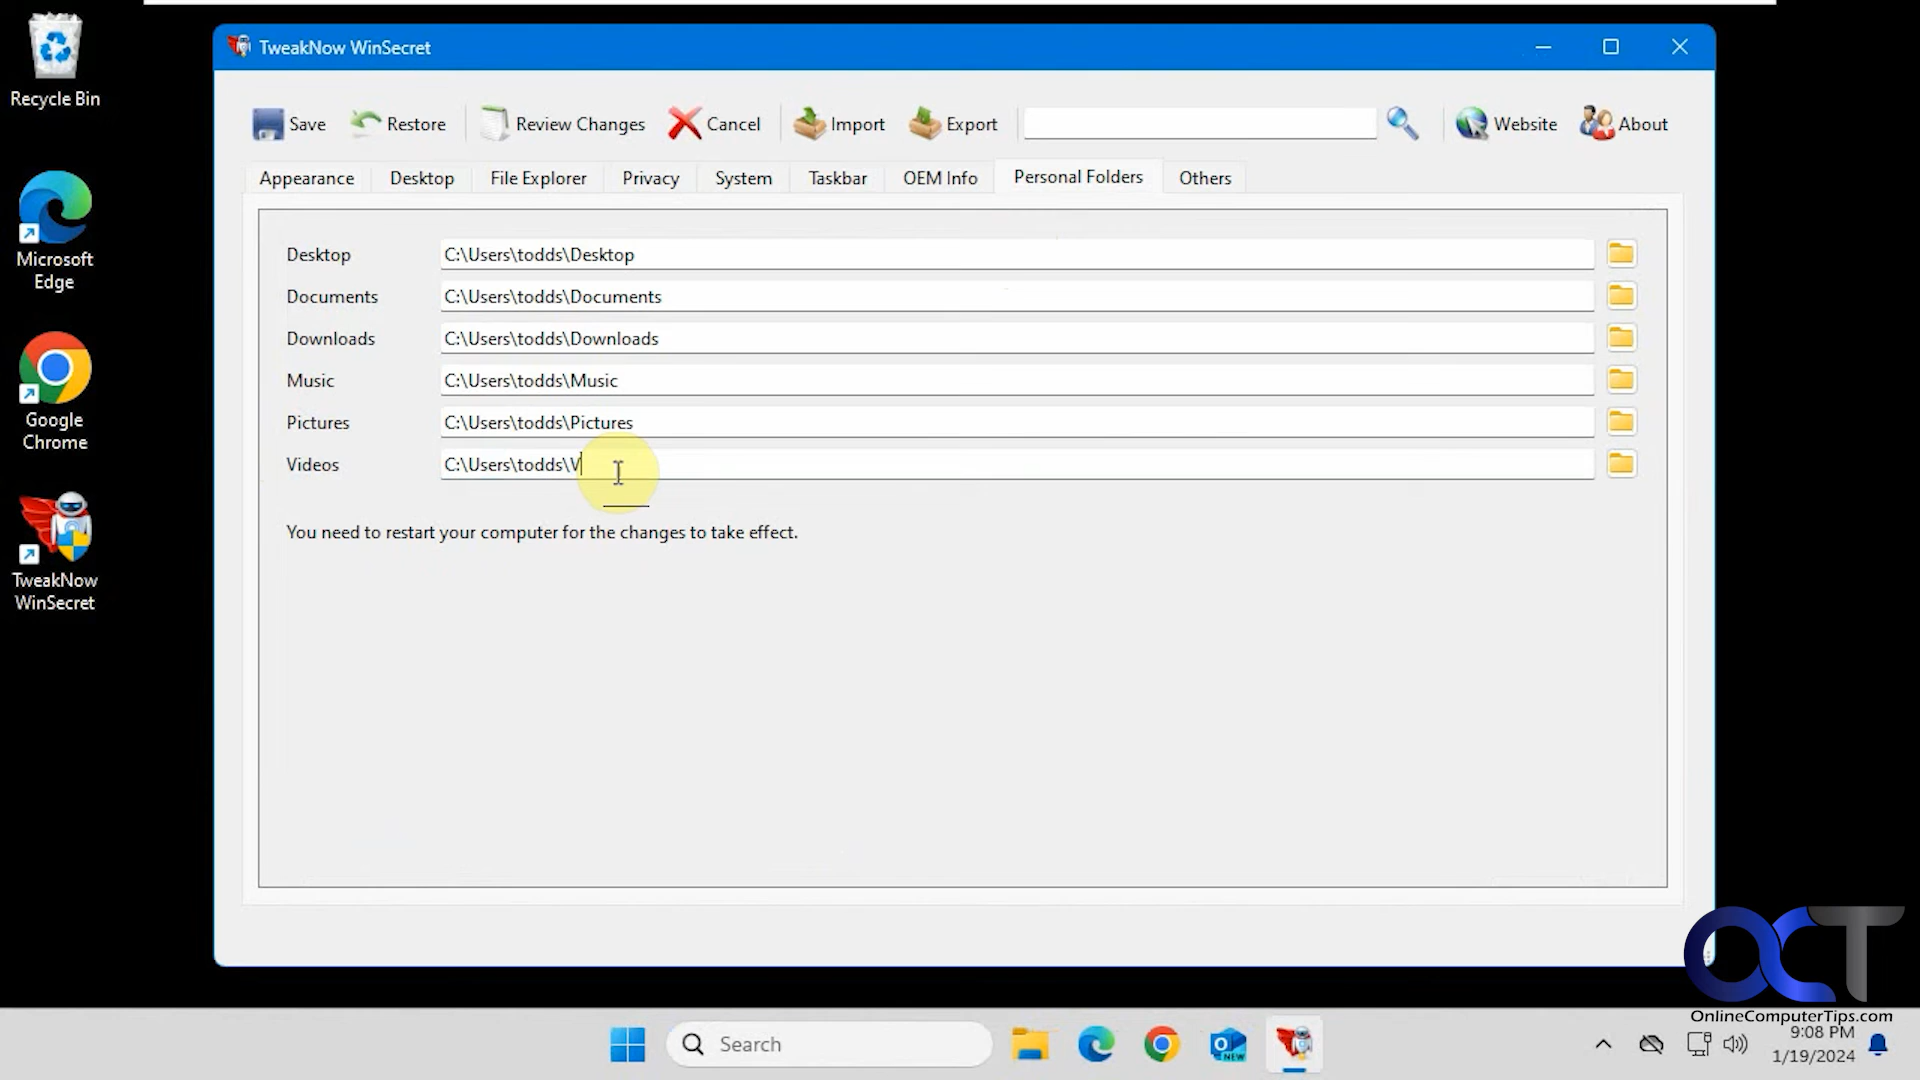 Recycle Bin
Microsoft
Edge
Google
Chrome
TweakNow
WinSecret
TweakNow WinSecret
Save Restore Review Changes Cancel Import Export Website About
Appearance Desktop File Explorer Privacy System Taskbar OEM Info Personal Folders Others
Desktop C:\Users\todds\Desktop
Documents C:\Users\todds\Documents
Downloads C:\Users\todds\Downloads
Music C:\Users\todds\Music
Pictures C:\Users\todds\Pictures
Videos C:\Users\todds\V
You need to restart your computer for the changes to take effect.
OCT
OnlineComputerTips.com
Search
NEW
9:08 PM
1/19/2024